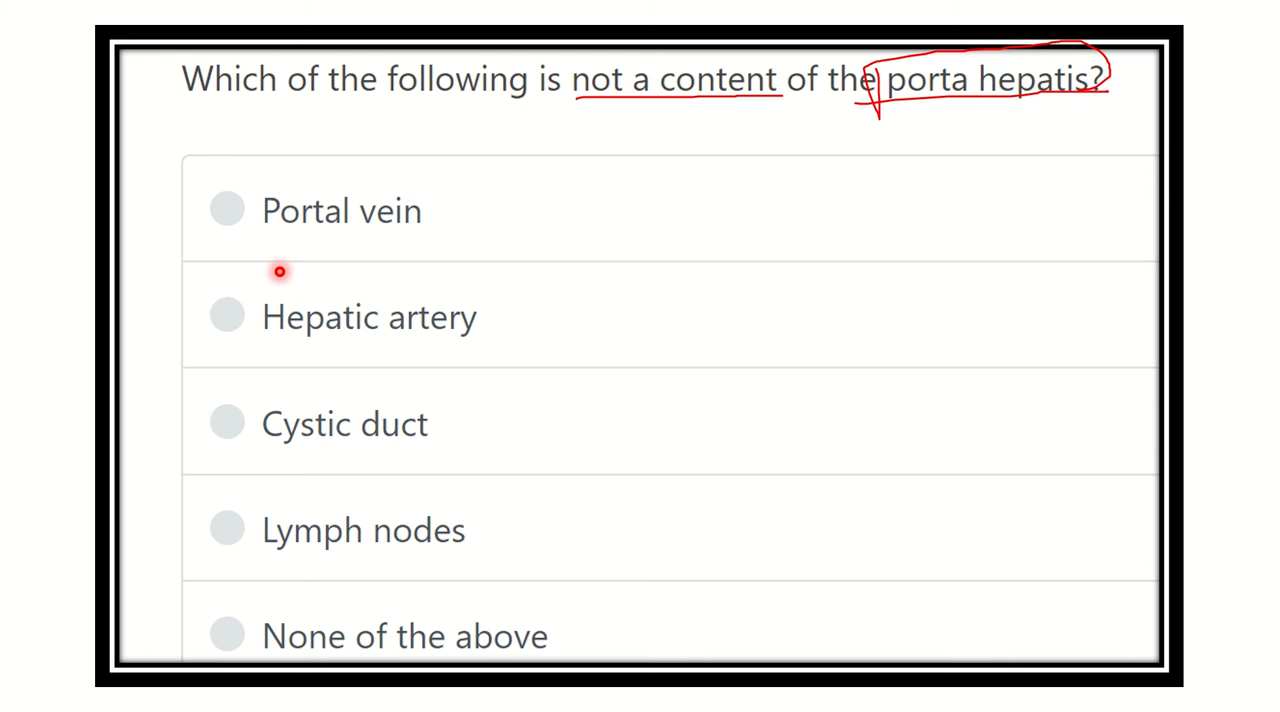 Which of the following is not a content of the porta hepatis?
Portal vein
Hepatic artery
Cystic duct
Lymph nodes
None of the above